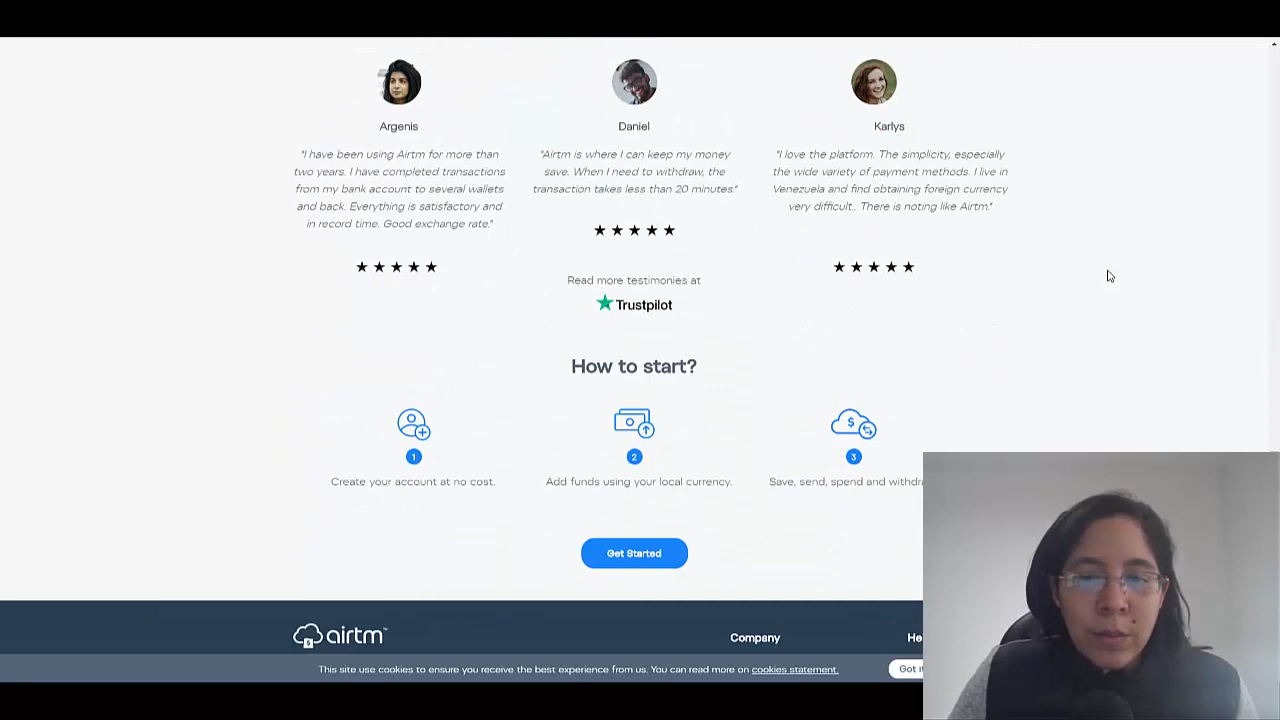 Argenis
Daniel
Karlys
"I have been using Airtm for more than
two years. I have completed transactions
from my bank account to several wallets
and back. Everything is satisfactory and
in record time. Good exchange rate."
"Airtm is where I can keep my money
save. When I need to withdraw, the
transaction takes less than 20 minutes."
"I love the platform. The simplicity, especially
the wide variety of payment methods. I live in
Venezuela and find obtaining foreign currency
very difficult.. There is noting like Airtm."
Read more testimonies at
Trustpilot
How to start?
1
2
3
Create your account at no cost.
Add funds using your local currency.
Save, send, spend and
Get Started
airtm™
Company
This site use cookies to ensure you receive the best experience from us. You can read more on cookies statement.
Got